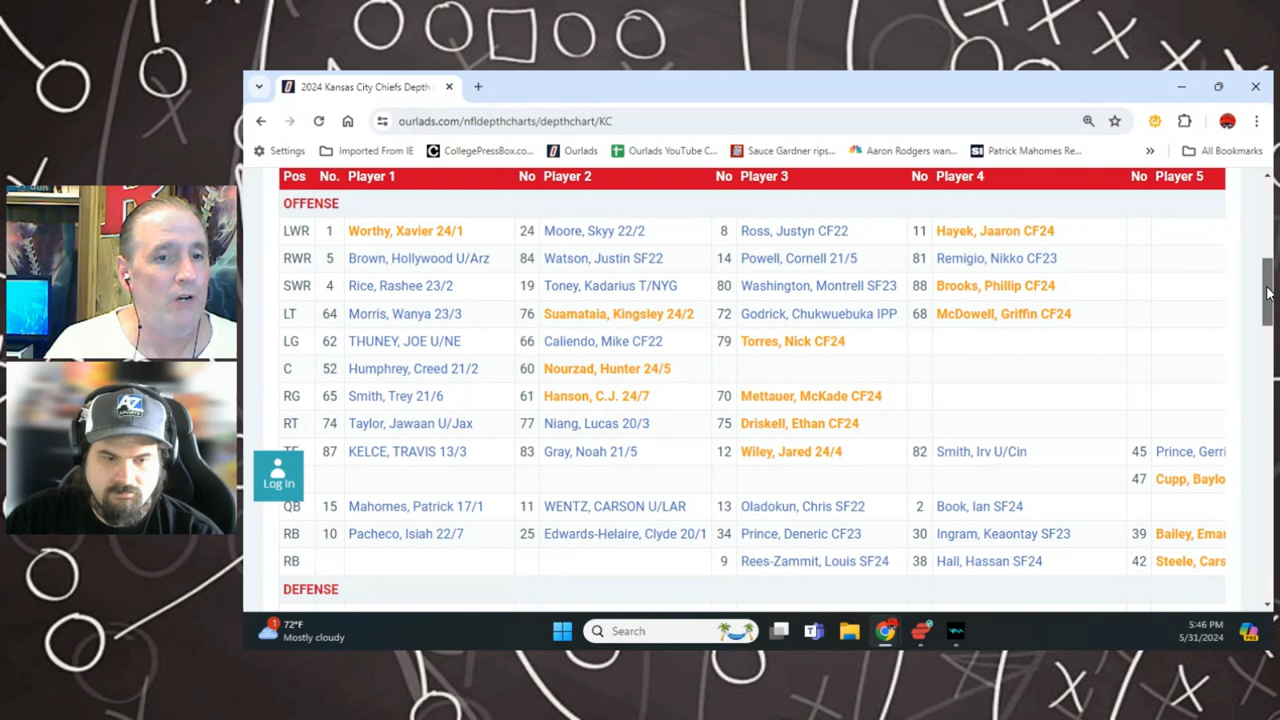 2024 Kansas City Chiefs Depth
ourlads.com/nfldepthcharts/depthchart/KC
Settings Imported From IE CollegePressBox.co... Ourlads Ourlads YouTube C... Sauce Gardner rips... Aaron Rodgers wan... Patrick Mahomes Re... » All Bookmarks
Pos No. Player 1 No Player 2 No Player 3 No Player 4 No Player 5
OFFENSE
LWR 1 Worthy, Xavier 24/1 24 Moore, Skyy 22/2 8 Ross, Justyn CF22 11 Hayek, Jaaron CF24
RWR 5 Brown, Hollywood U/Arz 84 Watson, Justin SF22 14 Powell, Cornell 21/5 81 Remigio, Nikko CF23
SWR 4 Rice, Rashee 23/2 19 Toney, Kadarius T/NYG 80 Washington, Montrell SF23 88 Brooks, Phillip CF24
LT 64 Morris, Wanya 23/3 76 Suamataia, Kingsley 24/2 72 Godrick, Chukwuebuka IPP 68 McDowell, Griffin CF24
LG 62 THUNEY, JOE U/NE 66 Caliendo, Mike CF22 79 Torres, Nick CF24
C 52 Humphrey, Creed 21/2 60 Nourzad, Hunter 24/5
RG 65 Smith, Trey 21/6 61 Hanson, C.J. 24/7 70 Mettauer, McKade CF24
RT 74 Taylor, Jawaan U/Jax 77 Niang, Lucas 20/3 75 Driskell, Ethan CF24
TE 87 KELCE, TRAVIS 13/3 83 Gray, Noah 21/5 12 Wiley, Jared 24/4 82 Smith, Irv U/Cin 45 Prince, Gerri
47 Cupp, Baylo
Log In
QB 15 Mahomes, Patrick 17/1 11 WENTZ, CARSON U/LAR 13 Oladokun, Chris SF22 2 Book, Ian SF24
RB 10 Pacheco, Isiah 22/7 25 Edwards-Helaire, Clyde 20/1 34 Prince, Deneric CF23 30 Ingram, Keaontay SF23 39 Bailey, Emar
RB 9 Rees-Zammit, Louis SF24 38 Hall, Hassan SF24 42 Steele, Cars
DEFENSE
1
72°F
Mostly cloudy
Search
5:46 PM
5/31/2024
AZ